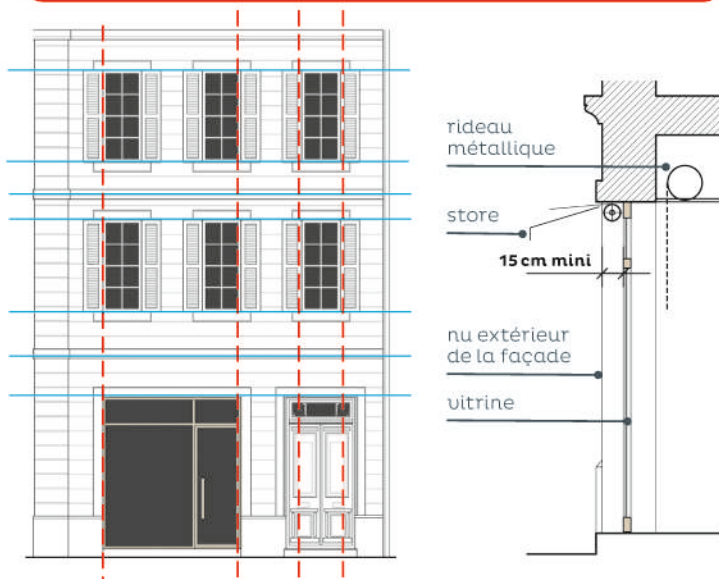 rideau
métallique
store
15 cm mini
nu extérieur
de la façade
vitrine